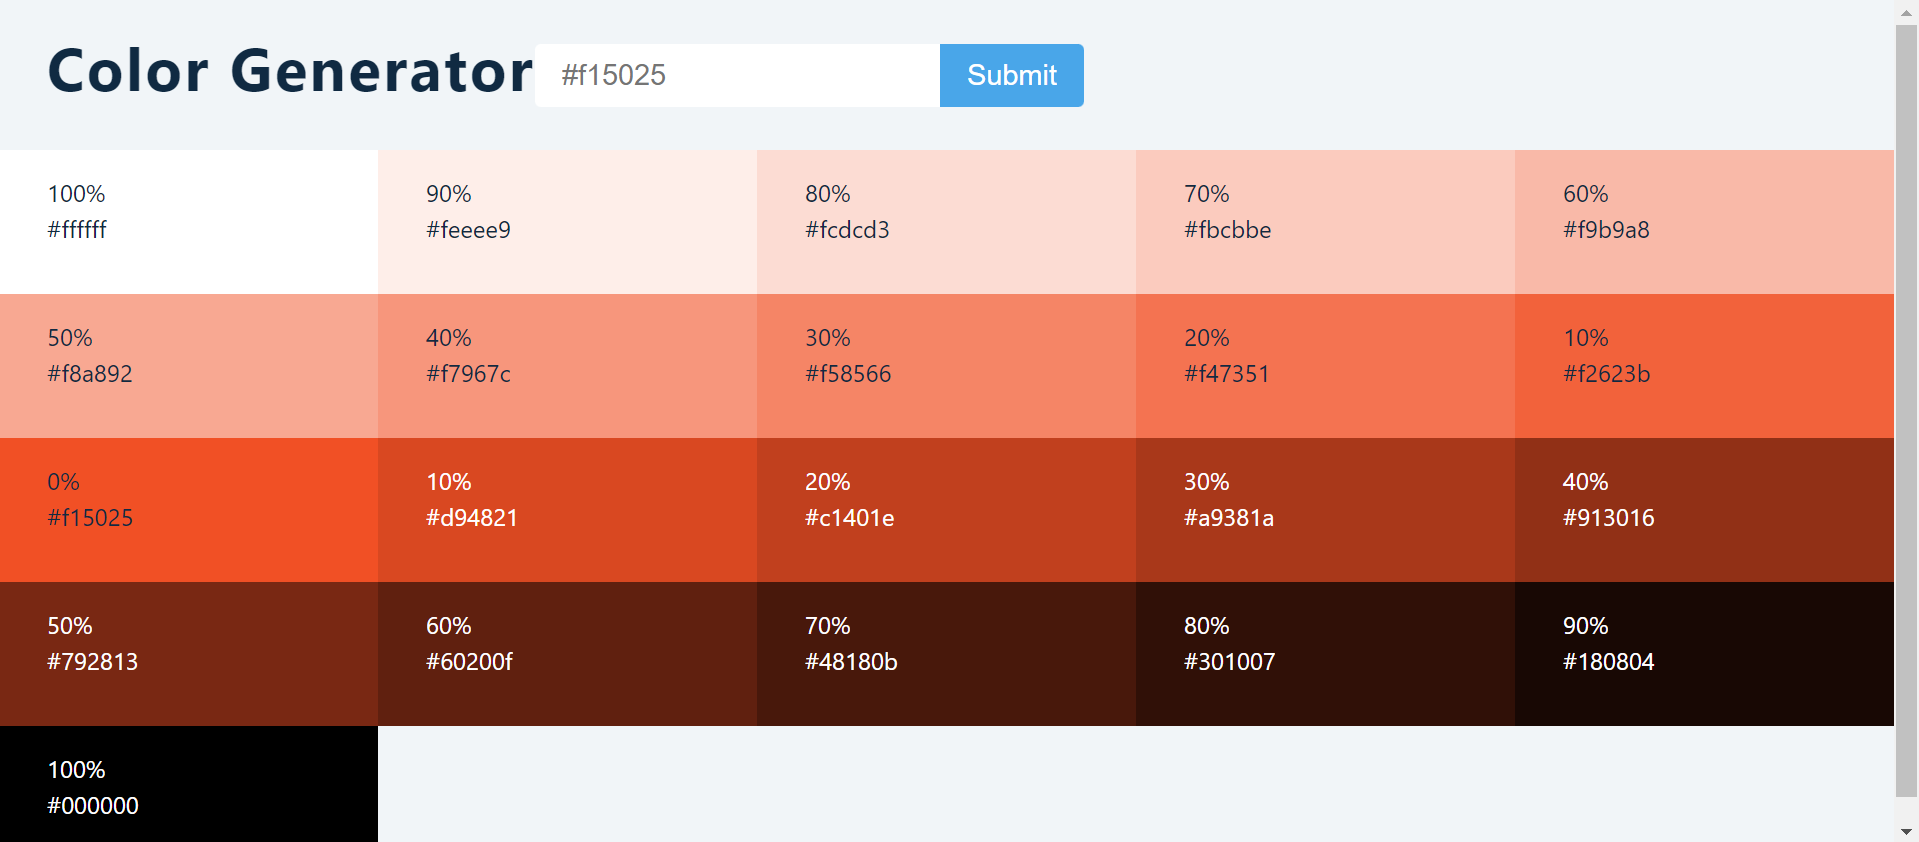 Color Generator #f15025 Submit
100%
#ffffff
90%
#feeee9
80%
#fcdcd3
70%
#fbcbbe
60%
#f9b9a8
50%
#f8a892
40%
#f7967c
30%
#f58566
20%
#f47351
10%
#f2623b
0%
#f15025
10%
#d94821
20%
#c1401e
30%
#a9381a
40%
#913016
50%
#792813
60%
#60200f
70%
#48180b
80%
#301007
90%
#180804
100%
#000000